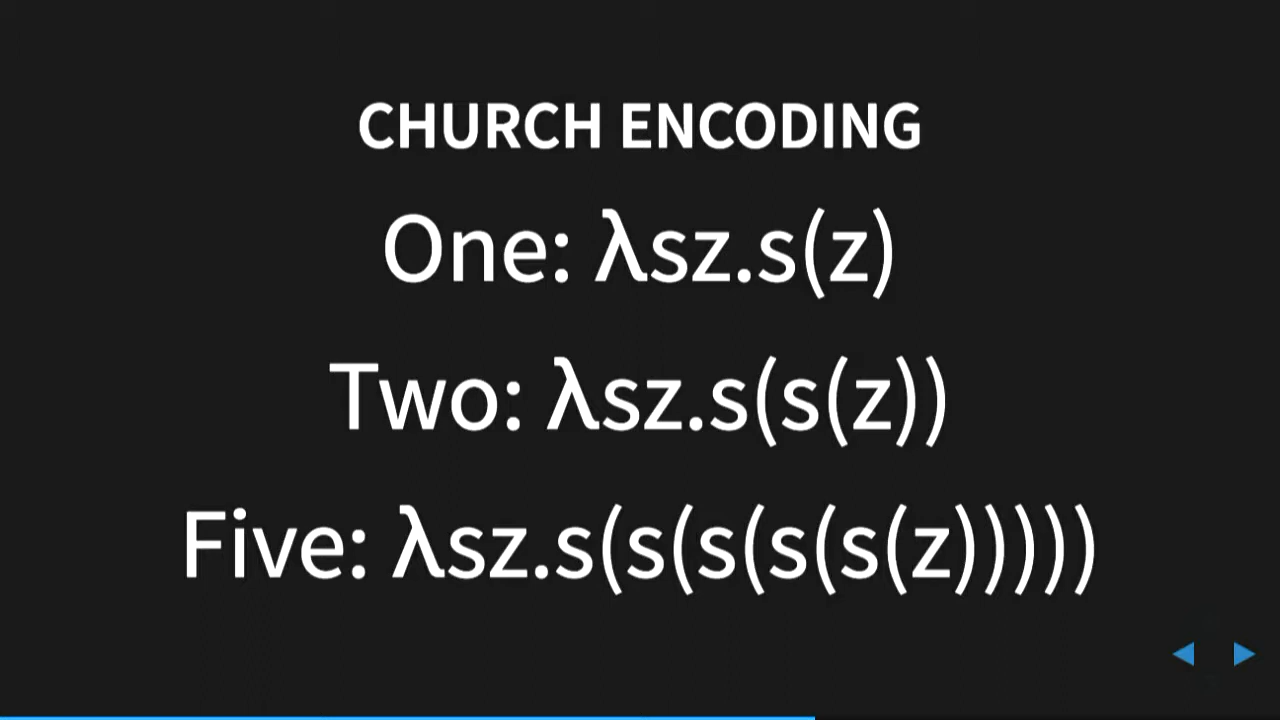 CHURCH ENCODING
One: λsz.s(z)
Two: λsz.s(s(z))
Five: λsz.s(s(s(s(s(z)))))